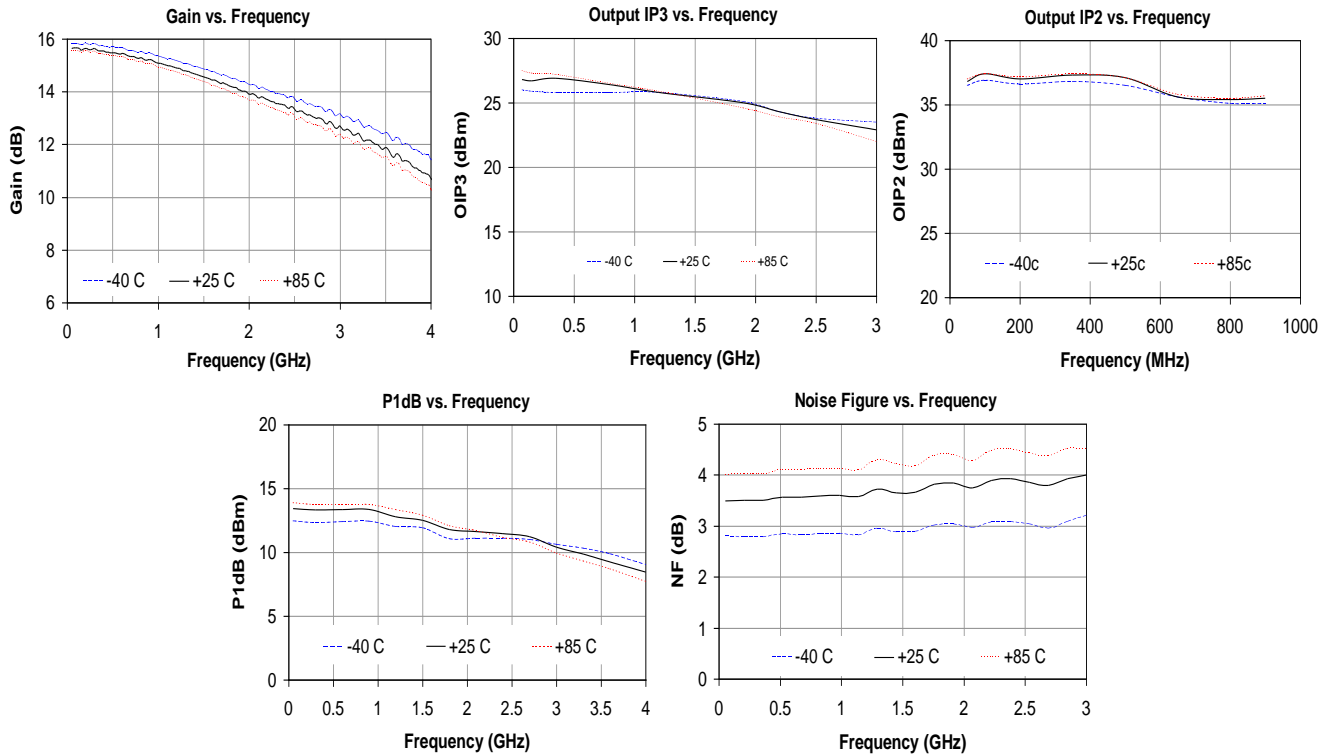 Gain vs. Frequency
16
14
12
10
8
6
Gain (dB)
-40 C +25 C +85 C
0 1 2 3 4
Frequency (GHz)
Output IP3 vs. Frequency
30
25
20
15
10
OIP3 (dBm)
-40 C +25 C +85 C
0 0.5 1 1.5 2 2.5 3
Frequency (GHz)
Output IP2 vs. Frequency
40
35
30
25
20
OIP2 (dBm)
-40c +25c +85c
0 200 400 600 800 1000
Frequency (MHz)
P1dB vs. Frequency
20
15
10
5
0
P1dB (dBm)
-40 C +25 C +85 C
0 0.5 1 1.5 2 2.5 3 3.5 4
Frequency (GHz)
Noise Figure vs. Frequency
5
4
3
2
1
0
NF (dB)
-40 C +25 C +85 C
0 0.5 1 1.5 2 2.5 3
Frequency (GHz)